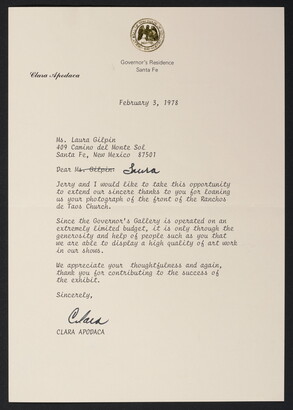 Governor's Residence
Santa Fe
Clara Apodaca
February 3, 1978
Ms. Laura Gilpin
409 Camino del Monte Sol
Santa Fe, New Mexico 87501
Dear Ms. Gilpin: Laura
Jerry and I would like to take this opportunity
to extend our sincere thanks to you for loaning
us your photograph of the front of the Ranchos
de Taos Church.
Since the Governor's Gallery is operated on an
extremely limited budget, it is only through the
generosity and help of people such as you that
we are able to display a high quality of art work
in our shows.
We appreciate your thoughtfulness and again,
thank you for contributing to the success of
the exhibit.
Sincerely,
Clara
CLARA APODACA